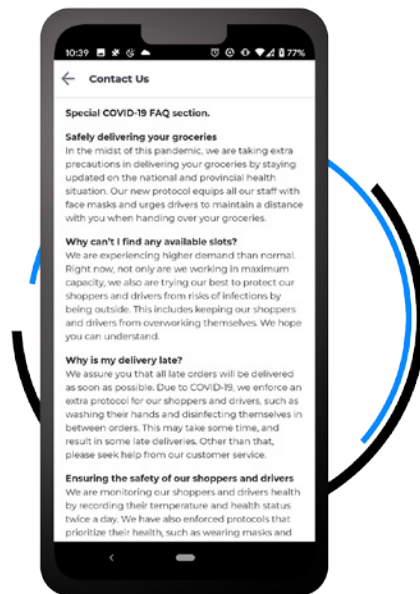 10:39 77%
Contact Us
Special COVID-19 FAQ section.
Safely delivering your groceries
In the midst of this pandemic, we are taking extra
precautions in delivering your groceries by staying
updated on the national and provincial health
situation. Our new protocol equips all our staff with
face masks and urges drivers to maintain a distance
with you when handing over your groceries.
Why can't I find any available slots?
We are experiencing higher demand than normal.
Right now, not only are we working in maximum
capacity, we also are trying our best to protect our
shoppers and drivers from risks of infections by
being outside. This includes keeping our shoppers
and drivers from overworking themselves. We hope
you can understand.
Why is my delivery late?
We assure you that all late orders will be delivered
as soon as possible. Due to COVID-19, we enforce an
extra protocol for our shoppers and drivers, such as
washing their hands and disinfecting themselves in
between orders. This may take some time, and
result in some late deliveries. Other than that,
please seek help from our customer service.
Ensuring the safety of our shoppers and drivers
We are monitoring our shoppers and drivers health
by recording their temperature and health status
twice a day. We have also enforced protocols that
prioritize their health, such as wearing masks and